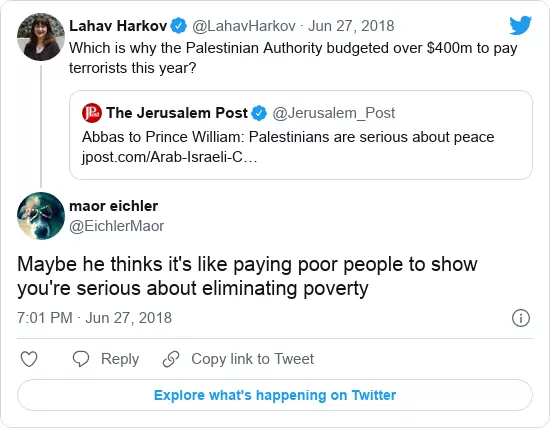 Lahav Harkov @LahavHarkov · Jun 27, 2018
Which is why the Palestinian Authority budgeted over $400m to pay
terrorists this year?
JPost The Jerusalem Post @Jerusalem_Post
Abbas to Prince William: Palestinians are serious about peace
jpost.com/Arab-Israeli-C…
maor eichler
@EichlerMaor
Maybe he thinks it's like paying poor people to show
you're serious about eliminating poverty
7:01 PM · Jun 27, 2018
Reply Copy link to Tweet
Explore what's happening on Twitter